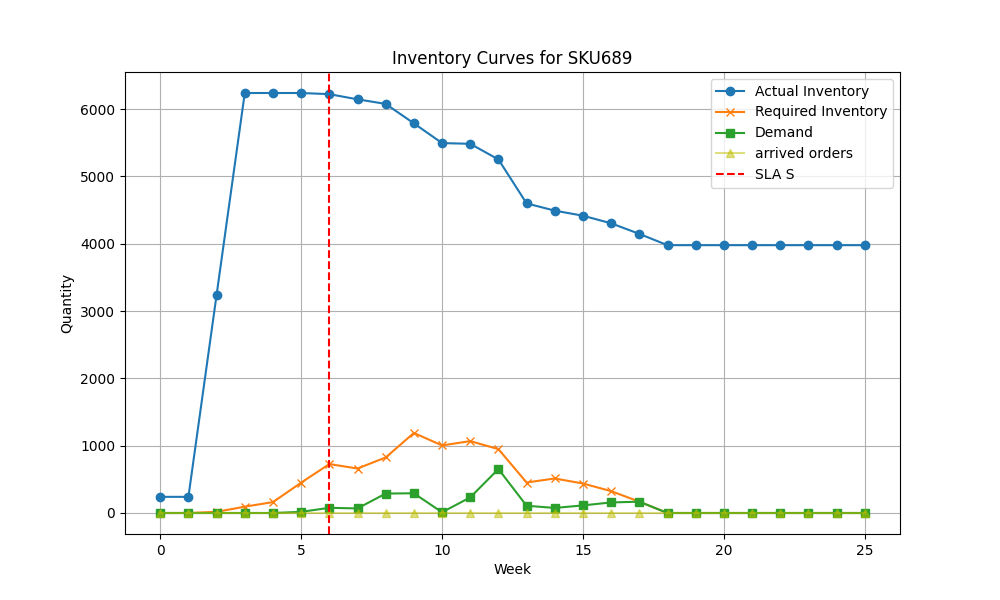 Inventory Curves for SKU689
Actual Inventory
Required Inventory
Demand
arrived orders
SLA S
Quantity
6000
5000
4000
3000
2000
1000
0
0 5 10 15 20 25
Week